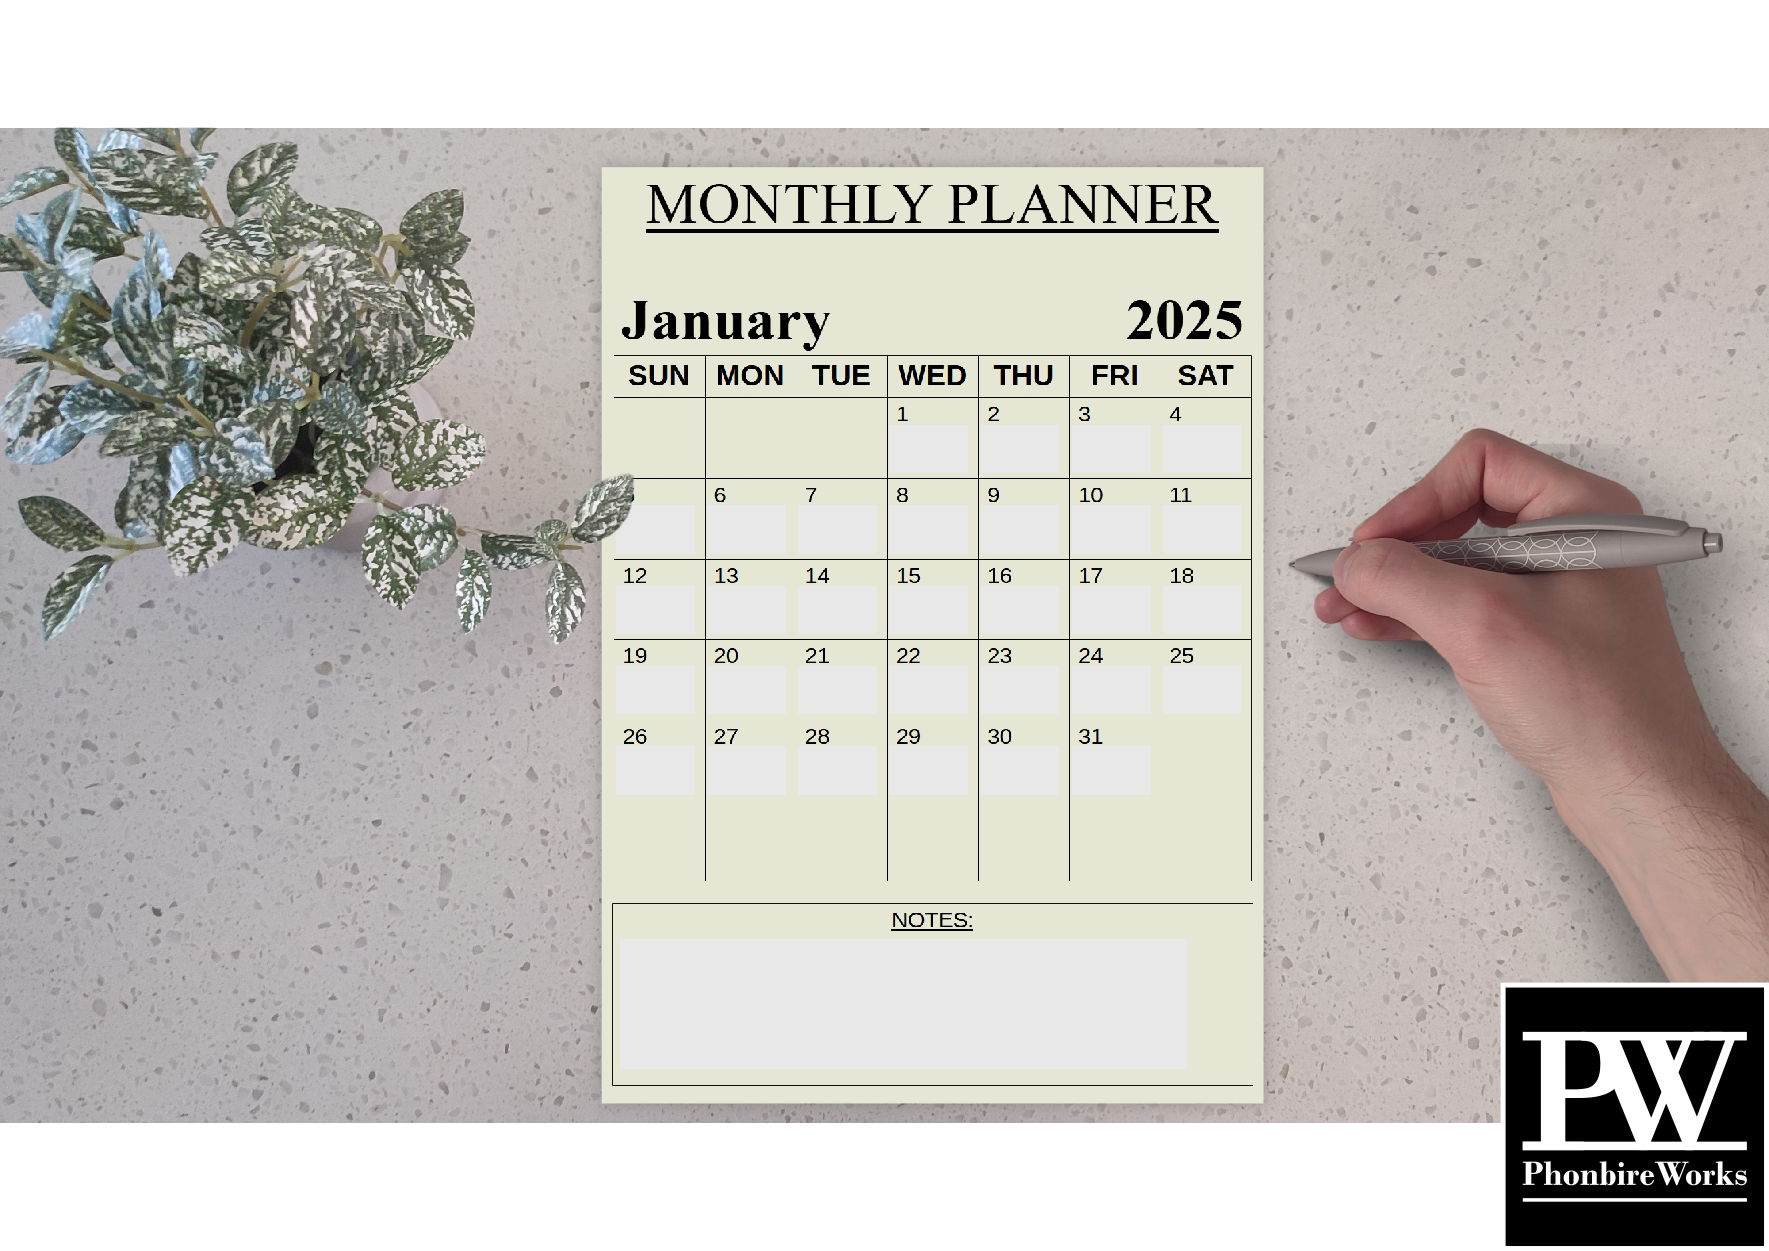 MONTHLY PLANNER
January 2025
SUN MON TUE WED THU FRI SAT
1 2 3 4
6 7 8 9 10 11
12 13 14 15 16 17 18
19 20 21 22 23 24 25
26 27 28 29 30 31
NOTES:
PW
PhonbireWorks